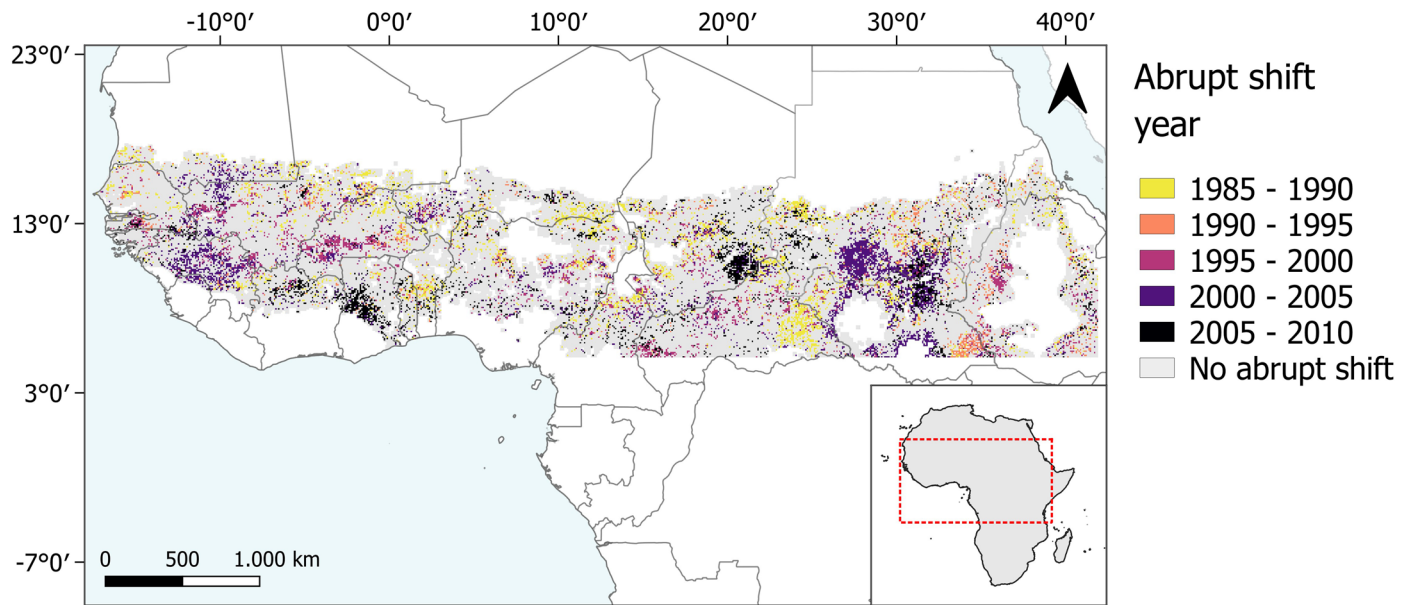 -10°0′ 0°0′ 10°0′ 20°0′ 30°0′ 40°0′
23°0′
13°0′
3°0′
-7°0′
0 500 1.000 km
Abrupt shift
year
1985 - 1990
1990 - 1995
1995 - 2000
2000 - 2005
2005 - 2010
No abrupt shift